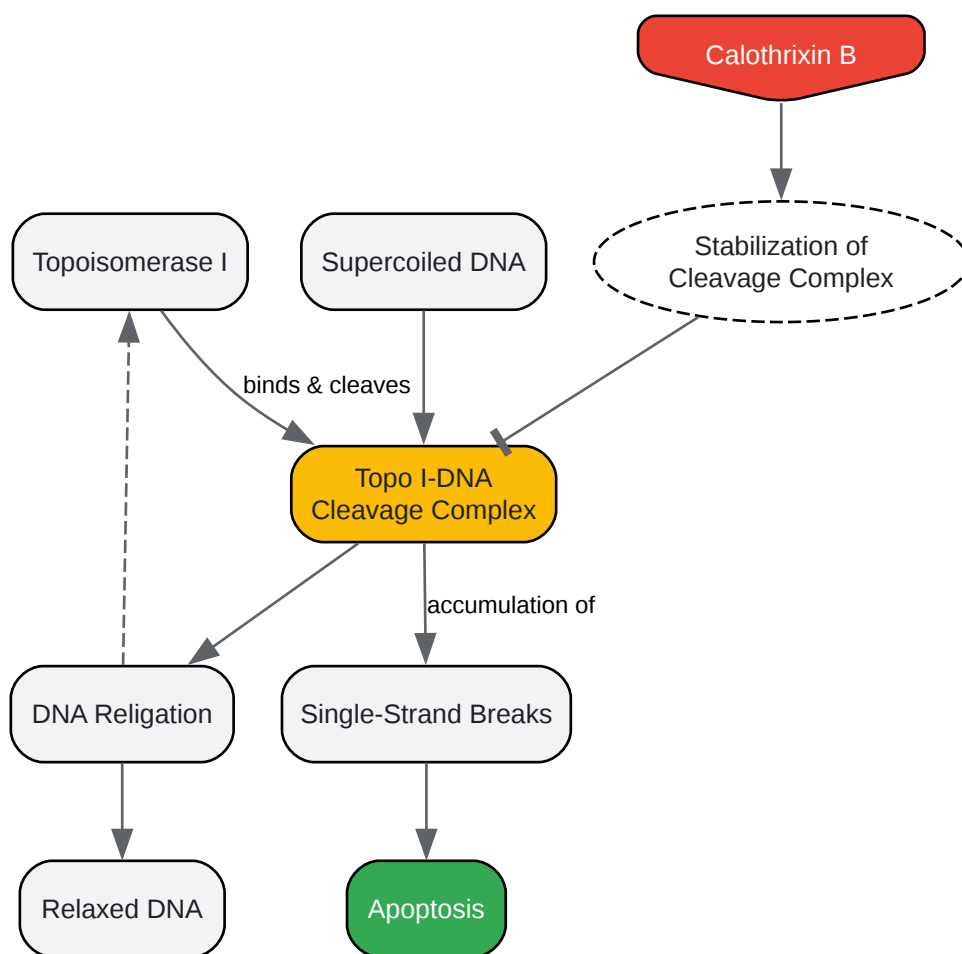 Calothrixin B
Topoisomerase I
Supercoiled DNA
Stabilization of
Cleavage Complex
binds & cleaves
Topo I-DNA
Cleavage Complex
accumulation of
DNA Religation
Single-Strand Breaks
Relaxed DNA
Apoptosis